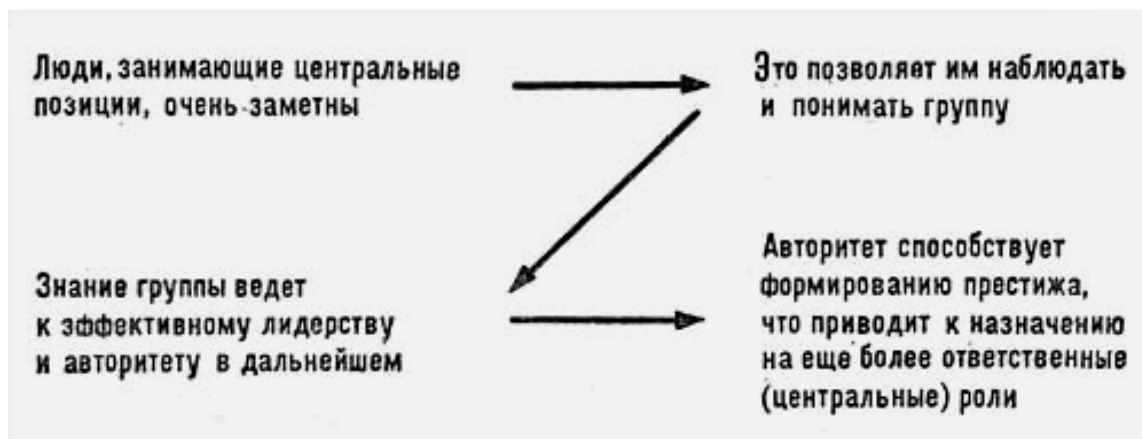 Люди, занимающие центральные
позиции, очень заметны
Это позволяет им наблюдать
и понимать группу
Знание группы ведет
к эффективному лидерству
и авторитету в дальнейшем
Авторитет способствует
формированию престижа,
что приводит к назначению
на еще более ответственные
(центральные) роли